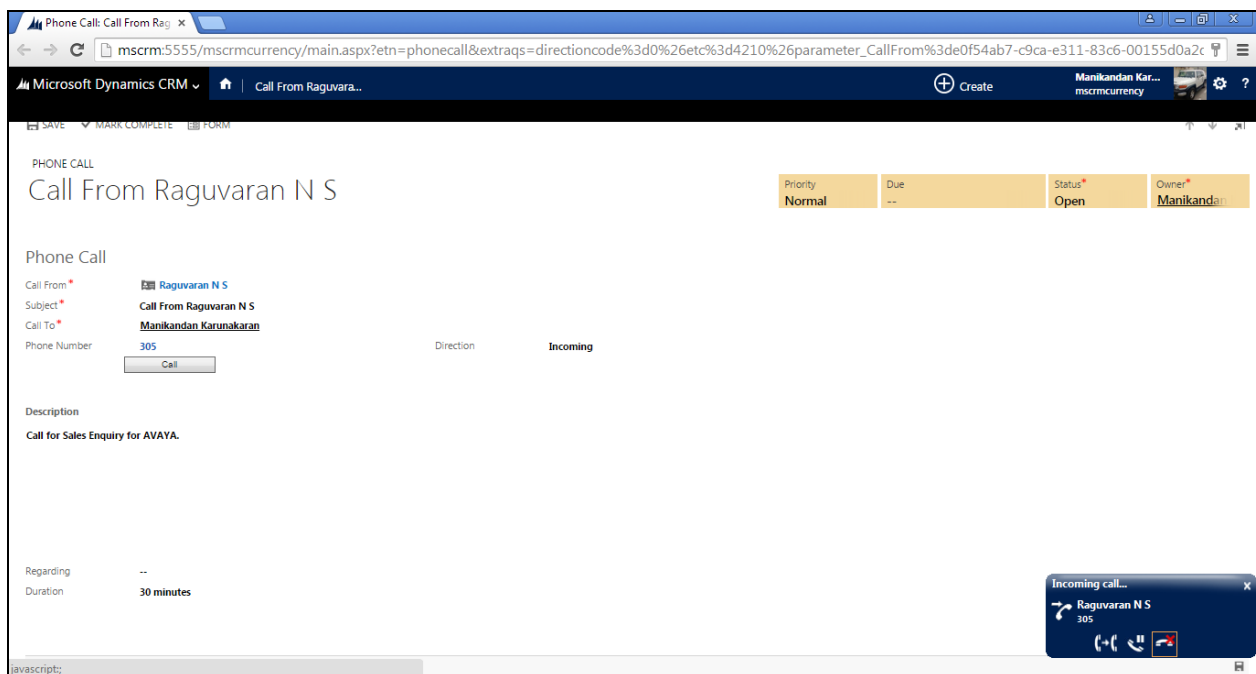 Phone Call: Call From Rag ×
mscrm:5555/mscrmcurrency/main.aspx?etn=phonecall&extraqs=directioncode%3d0%26etc%3d4210%26parameter_CallFrom%3de0f54ab7-c9ca-e311-83c6-00155d0a2c
Microsoft Dynamics CRM Call From Raguvara... Create Manikandan Kar...
mscrmcurrency ?
SAVE MARK COMPLETE FORM
PHONE CALL
Call From Raguvaran N S
Priority Due Status* Owner*
Normal -- Open Manikandan
Phone Call
Call From* Raguvaran N S
Subject* Call From Raguvaran N S
Call To* Manikandan Karunakaran
Phone Number 305 Direction Incoming
Call
Description
Call for Sales Enquiry for AVAYA.
Regarding --
Duration 30 minutes
Incoming call... x
Raguvaran N S
305
javascript:;